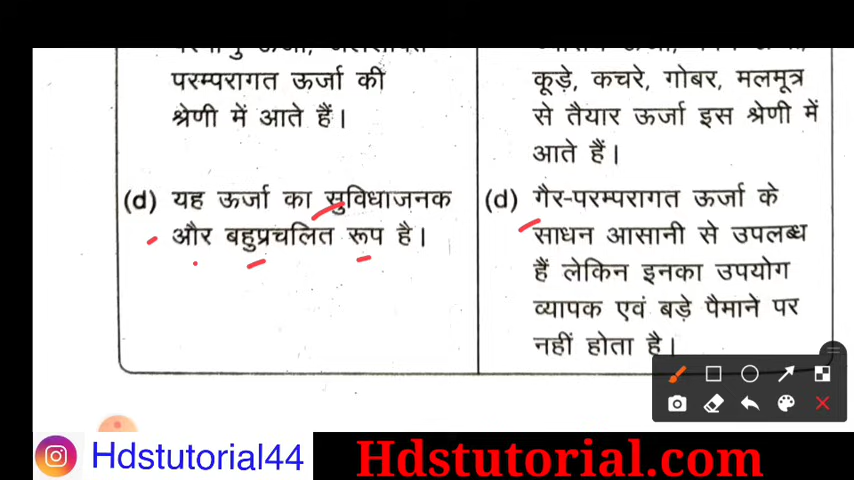 परम्परागत ऊर्जा की
श्रेणी में आते हैं।
(d) यह ऊर्जा का सुविधाजनक
और बहुप्रचलित रूप है।
कूड़े, कचरे, गोबर, मलमूत्र
से तैयार ऊर्जा इस श्रेणी में
आते हैं।
(d) गैर-परम्परागत ऊर्जा के
साधन आसानी से उपलब्ध
हैं लेकिन इनका उपयोग
व्यापक एवं बड़े पैमाने पर
नहीं होता है।
Hdstutorial44
Hdstutorial.com